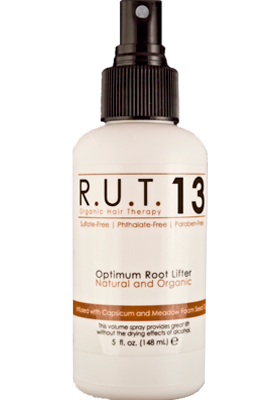 R.U.T. 13
Organic Hair Therapy
Sulfate-Free | Phthalate-Free | Paraben-Free
Optimum Root Lifter
Natural and Organic
Infused with Capsicum and Meadow Foam Seed
This volume spray provides great lift
without the drying effects of alcohol.
5 fl. oz. (148 mL) e